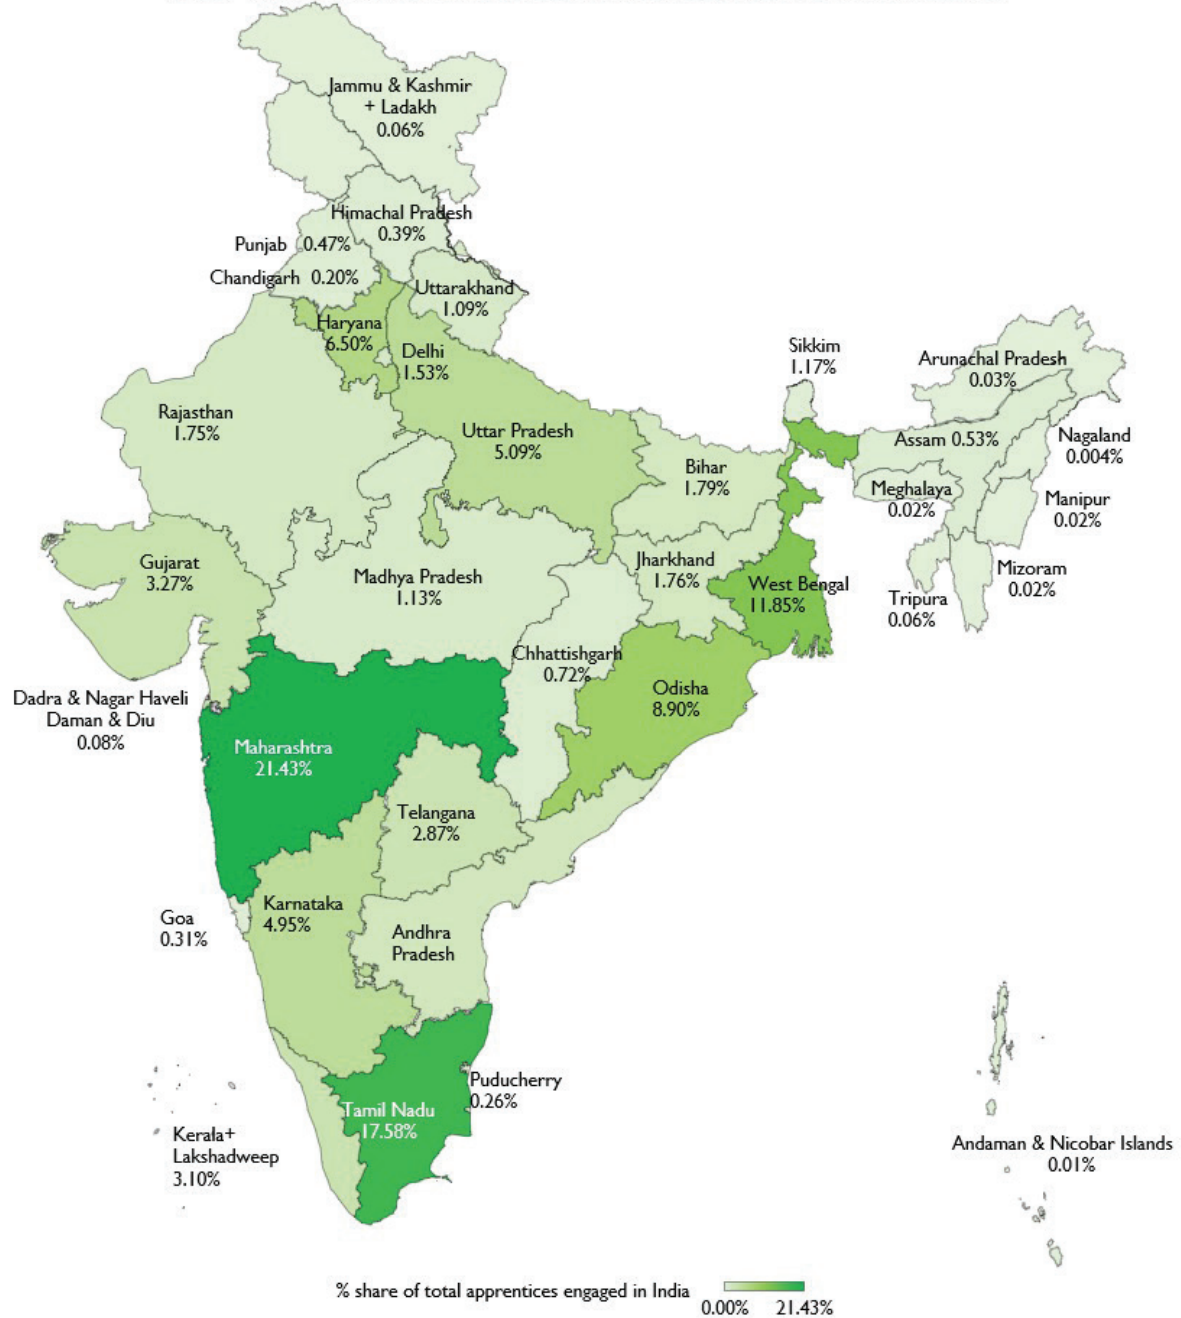 Jammu & Kashmir
+ Ladakh
0.06%
Himachal Pradesh
0.39%
Punjab 0.47%
Chandigarh 0.20%
Uttarakhand
1.09%
Haryana
6.50%
Delhi
1.53%
Sikkim
1.17%
Arunachal Pradesh
0.03%
Rajasthan
1.75%
Uttar Pradesh
5.09%
Assam 0.53%
Nagaland
0.004%
Bihar
1.79%
Meghalaya
0.02%
Manipur
0.02%
Gujarat
3.27%
Madhya Pradesh
1.13%
Jharkhand
1.76%
West Bengal
11.85%
Mizoram
0.02%
Tripura
0.06%
Chhattishgarh
0.72%
Odisha
8.90%
Dadra & Nagar Haveli
Daman & Diu
0.08%
Maharashtra
21.43%
Telangana
2.87%
Goa
0.31%
Karnataka
4.95%
Andhra
Pradesh
Puducherry
0.26%
Tamil Nadu
17.58%
Kerala+
Lakshadweep
3.10%
Andaman & Nicobar Islands
0.01%
% share of total apprentices engaged in India
0.00% 21.43%